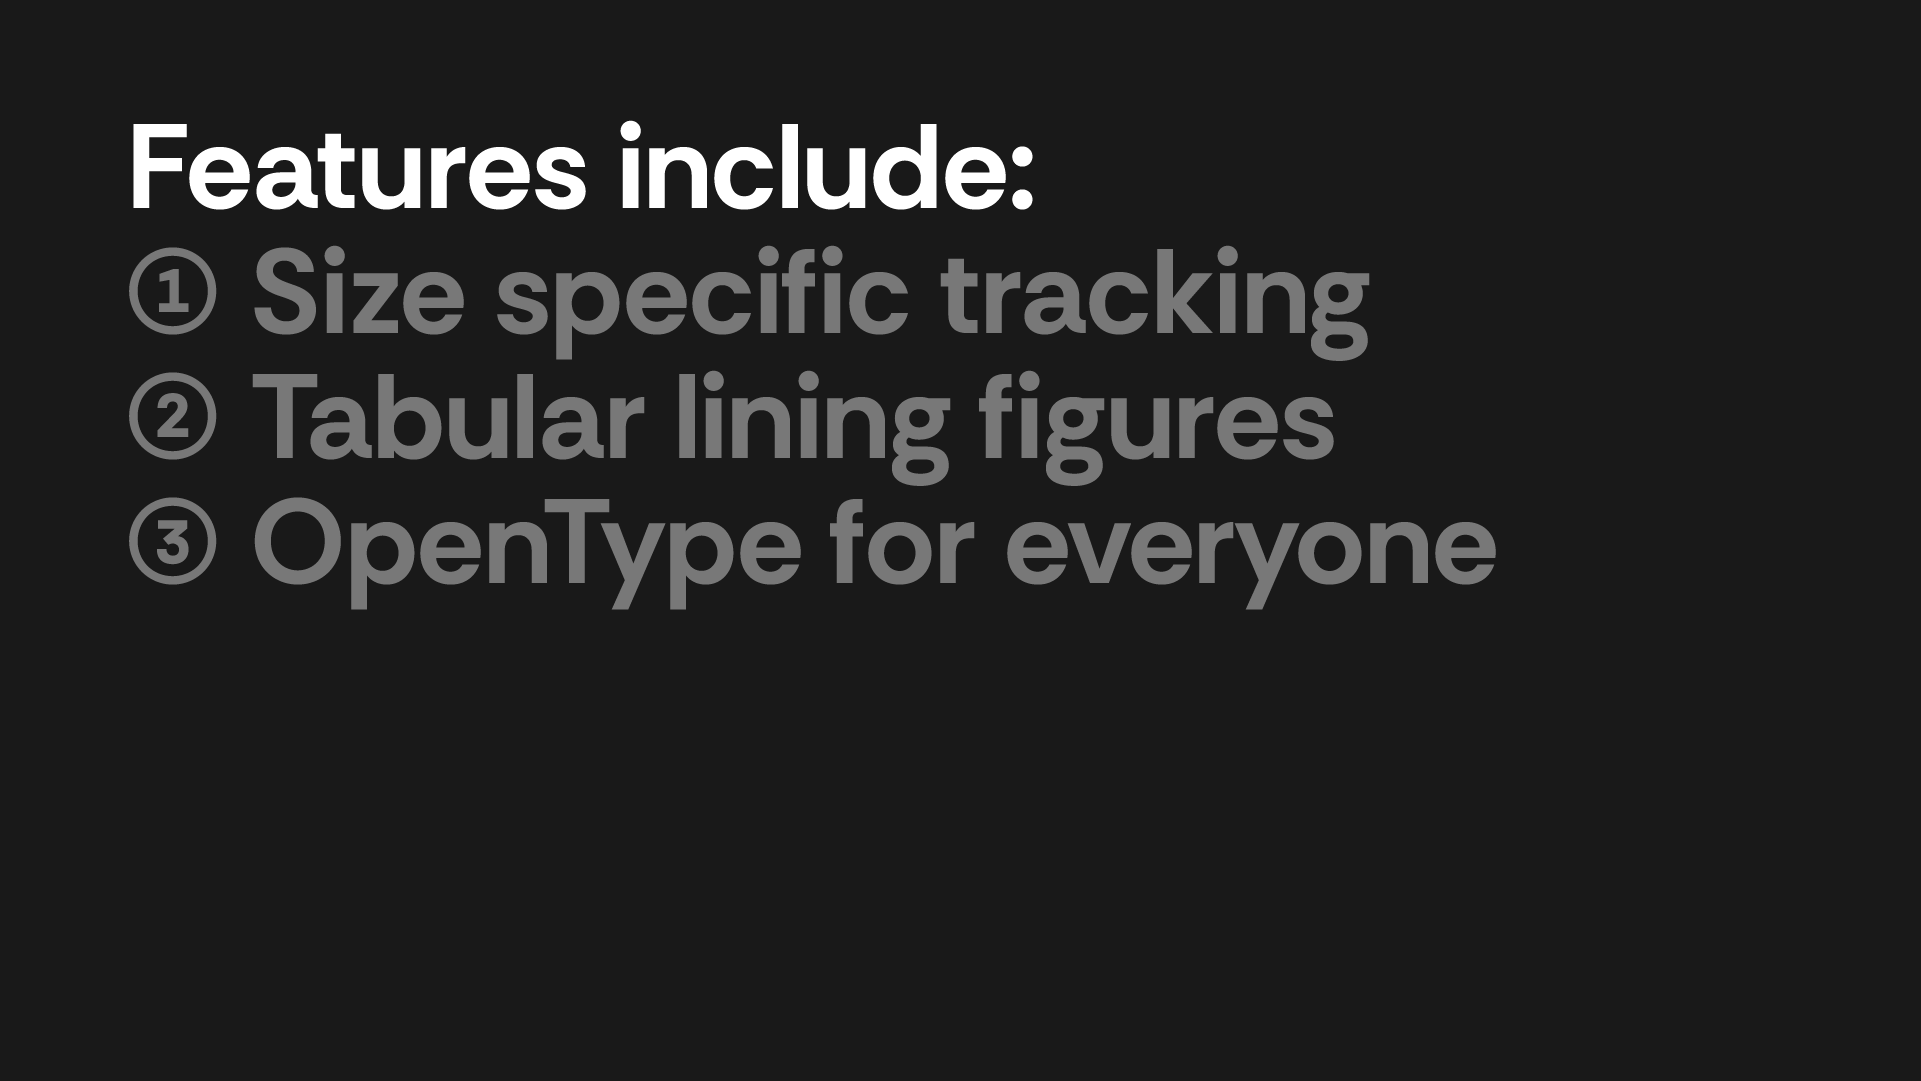 Features include:
① Size specific tracking
② Tabular lining figures
③ OpenType for everyone